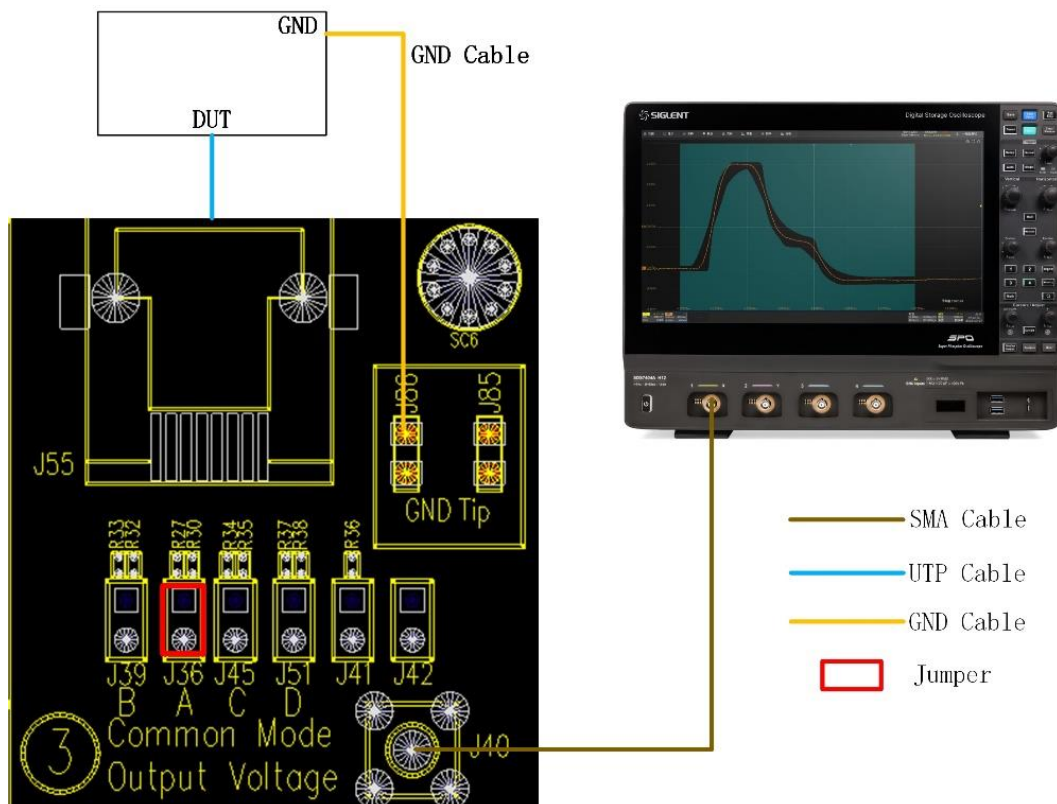 GND
GND Cable
DUT
SIGLENT
Digital Storage Oscilloscope
SPO
SC6
J86
J85
J55
GND Tip
R33
R32
R27
R30
R34
R35
R37
R38
R36
J39
J36
J45
J51
J41
J42
B
A
C
D
3
Common Mode
Output Voltage
J40
SMA Cable
UTP Cable
GND Cable
Jumper